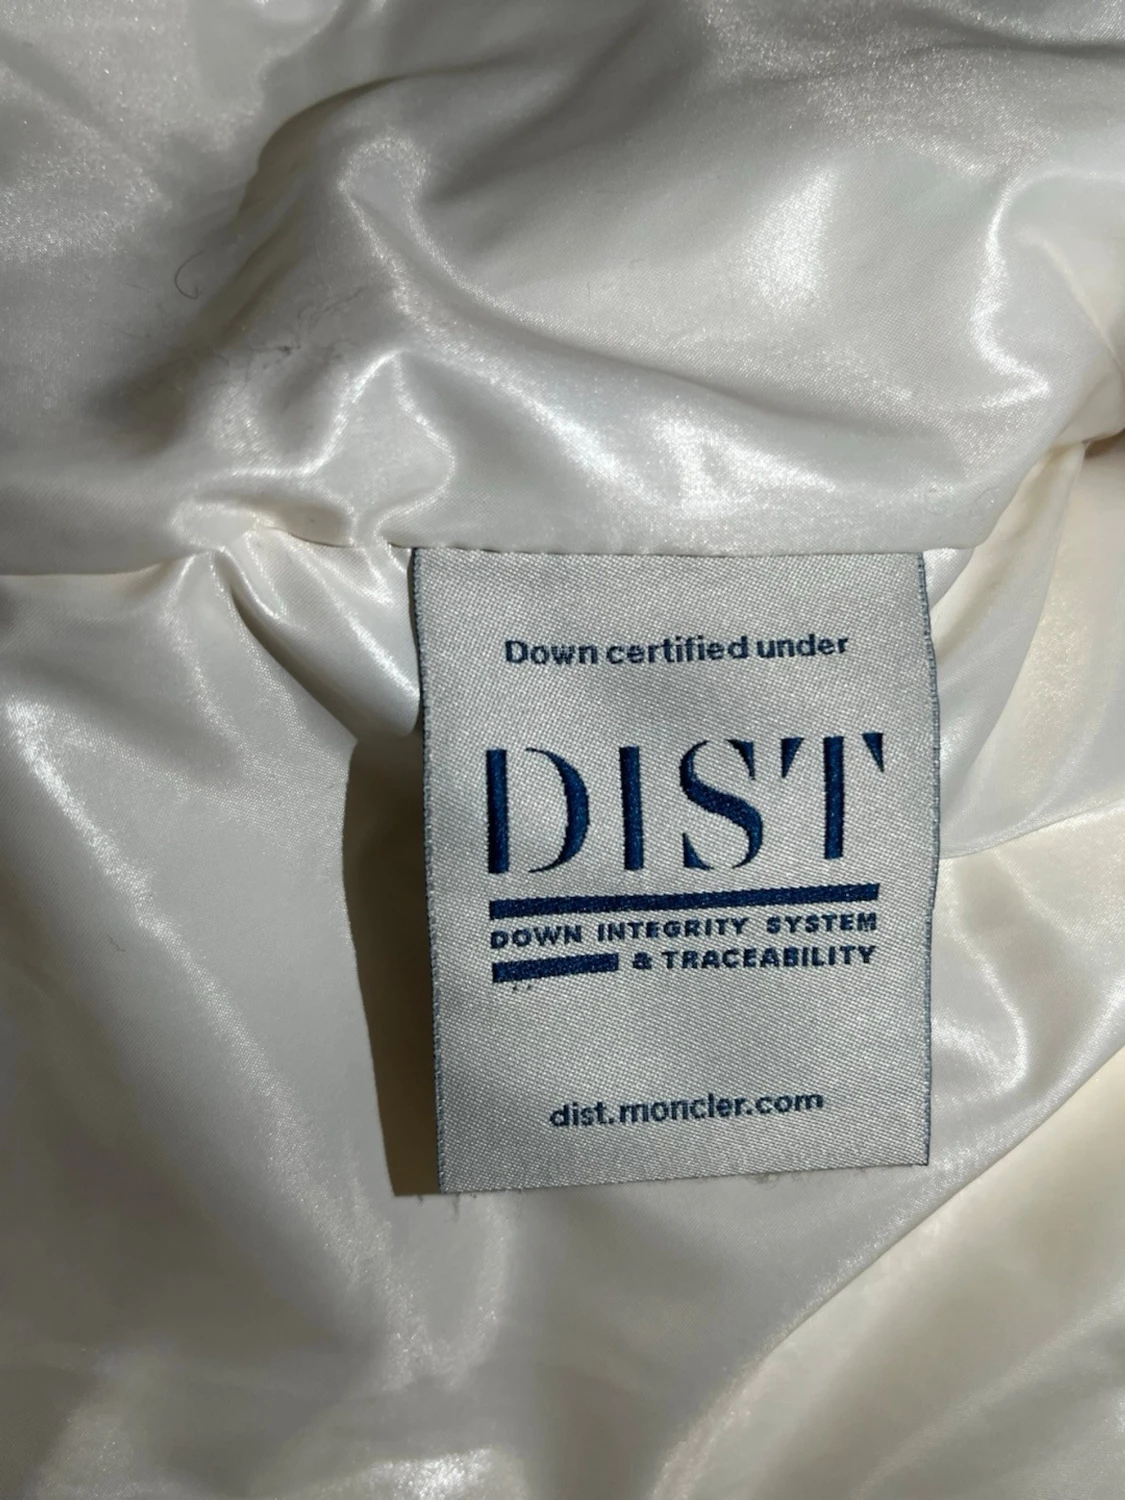 Down certified under
DIST
DOWN INTEGRITY SYSTEM
& TRACEABILITY
dist.moncler.com